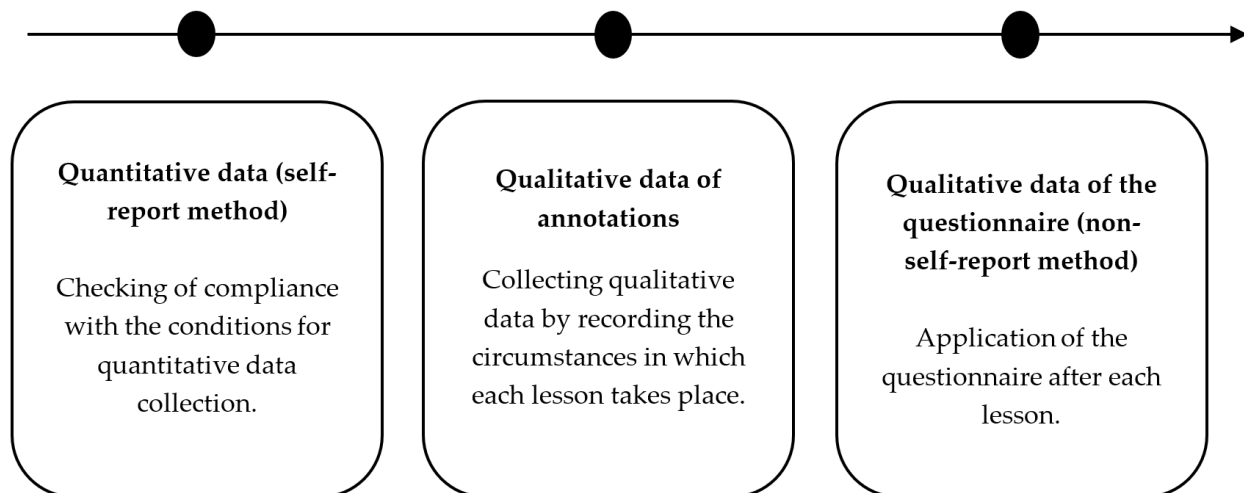 Quantitative data (self-
report method)
Checking of compliance
with the conditions for
quantitative data
collection.
Qualitative data of
annotations
Collecting qualitative
data by recording the
circumstances in which
each lesson takes place.
Qualitative data of the
questionnaire (non-
self-report method)
Application of the
questionnaire after each
lesson.